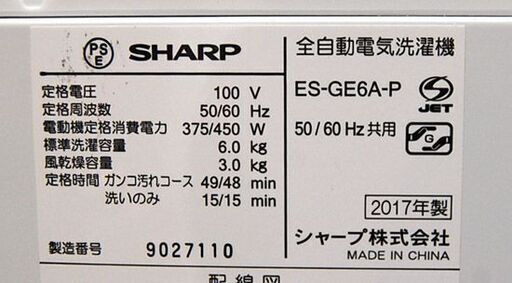 PS
E
SHARP
定格電圧 100 V
定格周波数 50/60 Hz
電動機定格消費電力 375/450 W
標準洗濯容量 6.0 kg
風乾燥容量 3.0 kg
定格時間 ガンコ汚れコース 49/48 min
洗いのみ 15/15 min
製造番号 9027110
全自動電気洗濯機
ES-GE6A-P
JET
50/60 Hz 共用
G
2017年製
シャープ株式会社
MADE IN CHINA
配線図